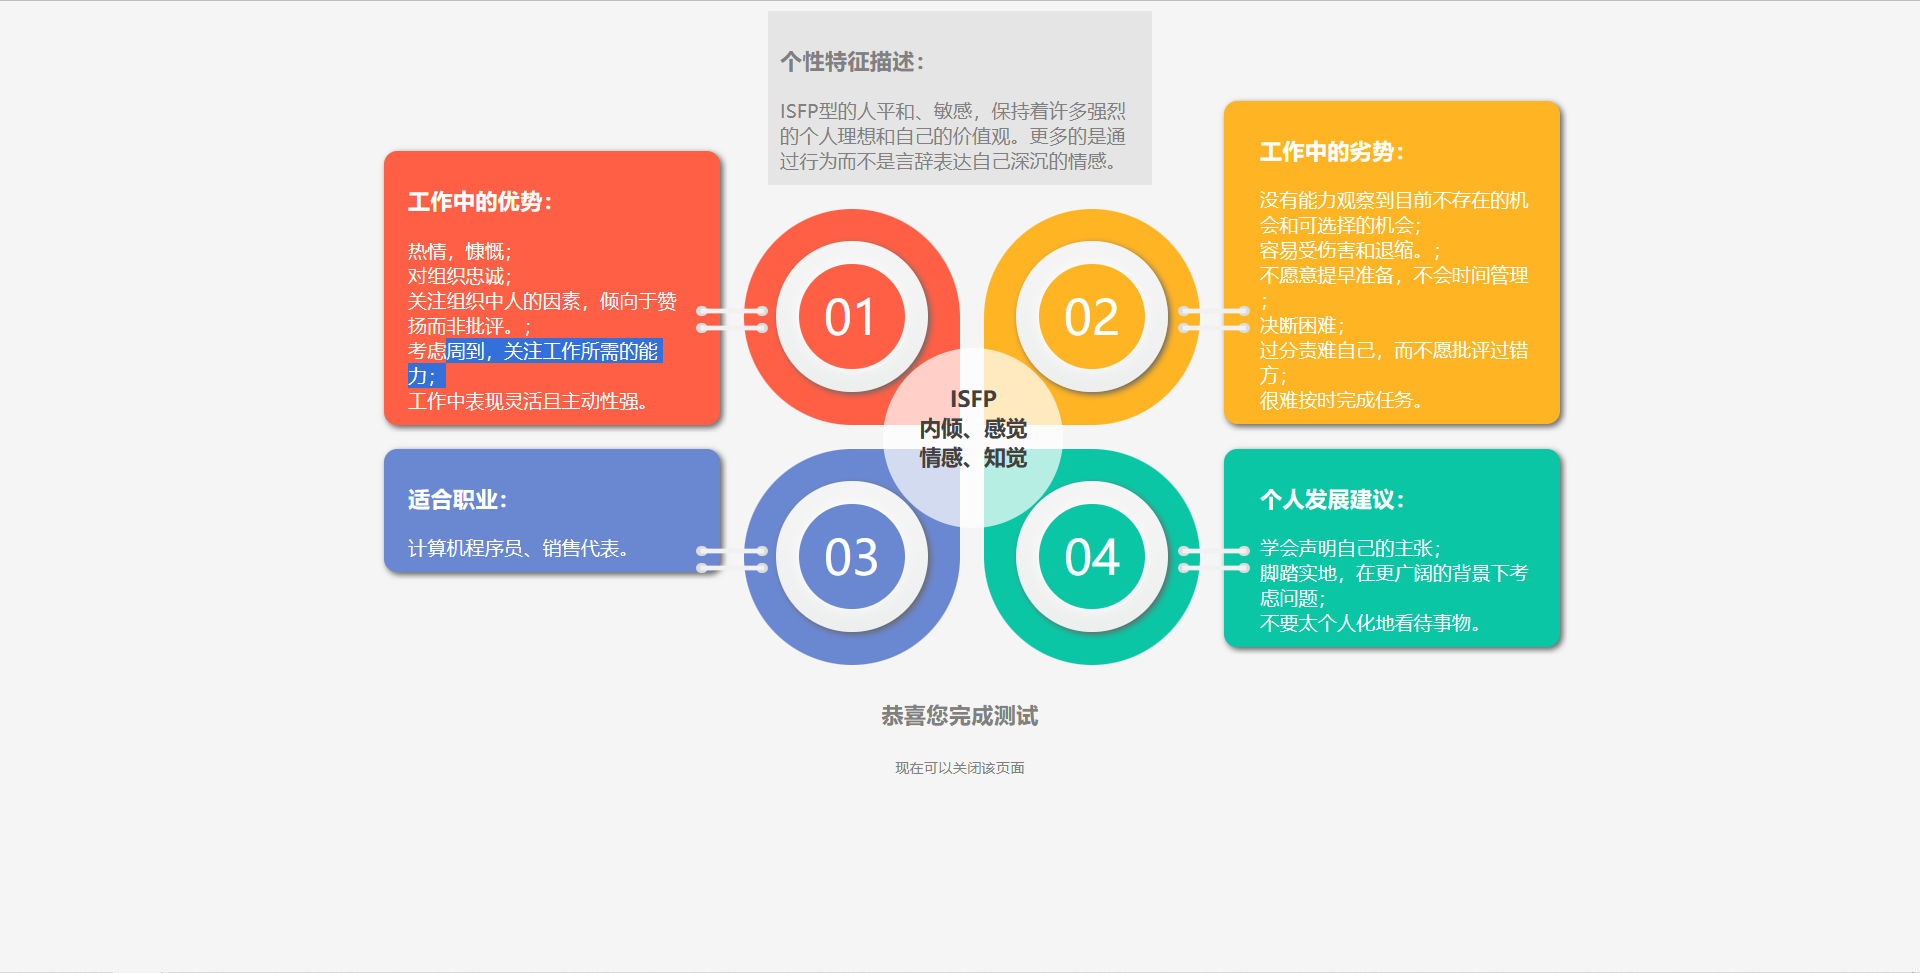 个性特征描述：
ISFP型的人平和、敏感，保持着许多强烈
的个人理想和自己的价值观。更多的是通
过行为而不是言辞表达自己深沉的情感。
工作中的优势：
热情，慷慨；
对组织忠诚；
关注组织中人的因素，倾向于赞
扬而非批评。；
考虑周到，关注工作所需的能
力；
工作中表现灵活且主动性强。
01
工作中的劣势：
没有能力观察到目前不存在的机
会和可选择的机会；
容易受伤害和退缩。；
不愿意提早准备，不会时间管理
；
决断困难；
过分责难自己，而不愿批评过错
方；
很难按时完成任务。
02
ISFP
内倾、感觉
情感、知觉
适合职业：
计算机程序员、销售代表。
03
个人发展建议：
学会声明自己的主张；
脚踏实地，在更广阔的背景下考
虑问题；
不要太个人化地看待事物。
04
恭喜您完成测试
现在可以关闭该页面